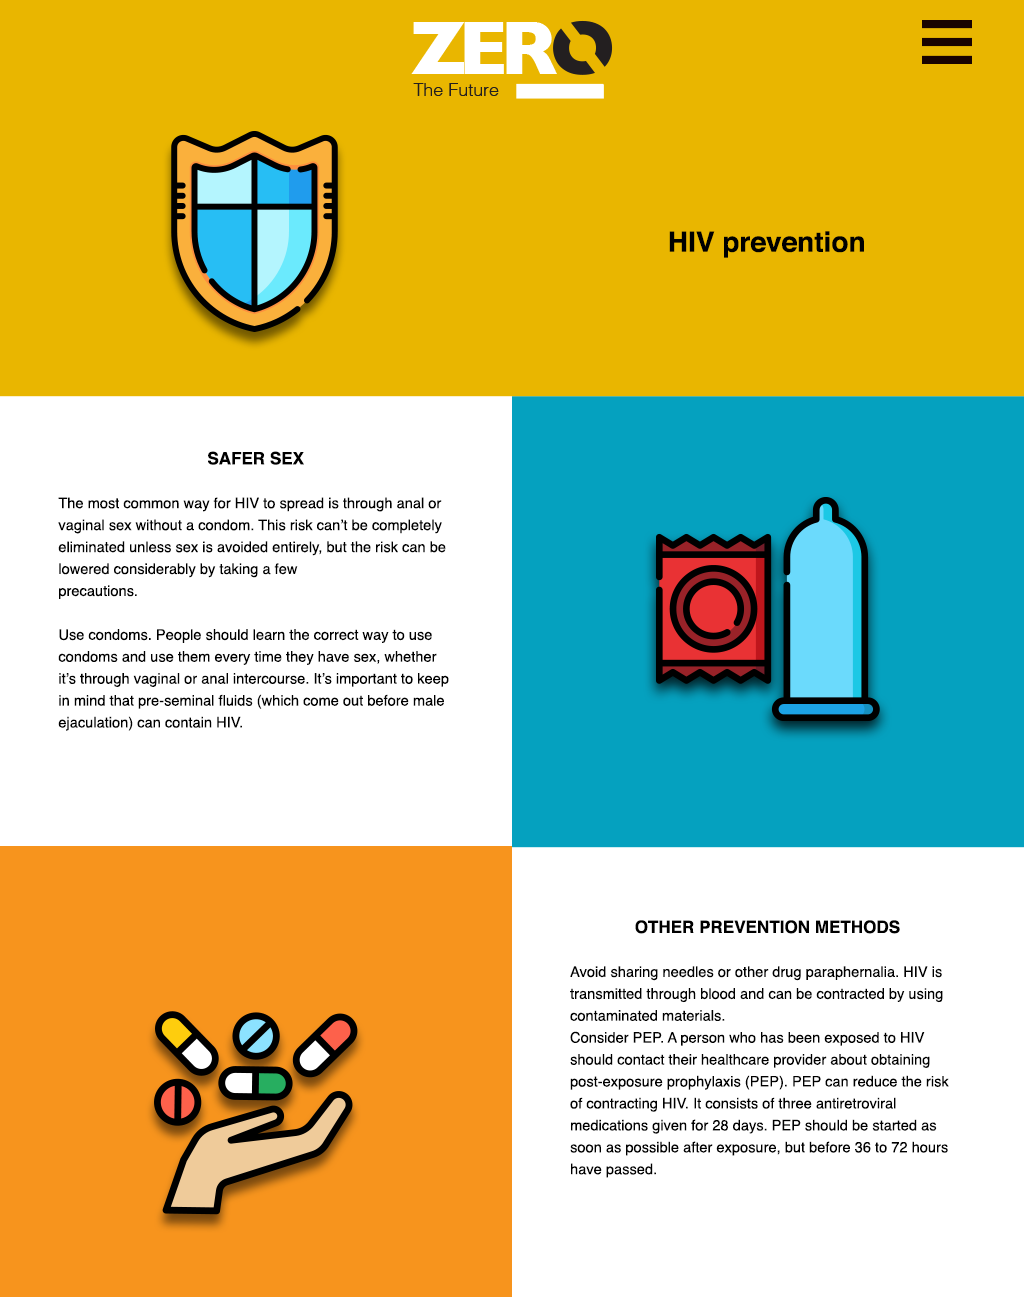 ZERO
The Future
HIV prevention
SAFER SEX
The most common way for HIV to spread is through anal or
vaginal sex without a condom. This risk can’t be completely
eliminated unless sex is avoided entirely, but the risk can be
lowered considerably by taking a few
precautions.
Use condoms. People should learn the correct way to use
condoms and use them every time they have sex, whether
it’s through vaginal or anal intercourse. It’s important to keep
in mind that pre-seminal fluids (which come out before male
ejaculation) can contain HIV.
OTHER PREVENTION METHODS
Avoid sharing needles or other drug paraphernalia. HIV is
transmitted through blood and can be contracted by using
contaminated materials.
Consider PEP. A person who has been exposed to HIV
should contact their healthcare provider about obtaining
post-exposure prophylaxis (PEP). PEP can reduce the risk
of contracting HIV. It consists of three antiretroviral
medications given for 28 days. PEP should be started as
soon as possible after exposure, but before 36 to 72 hours
have passed.